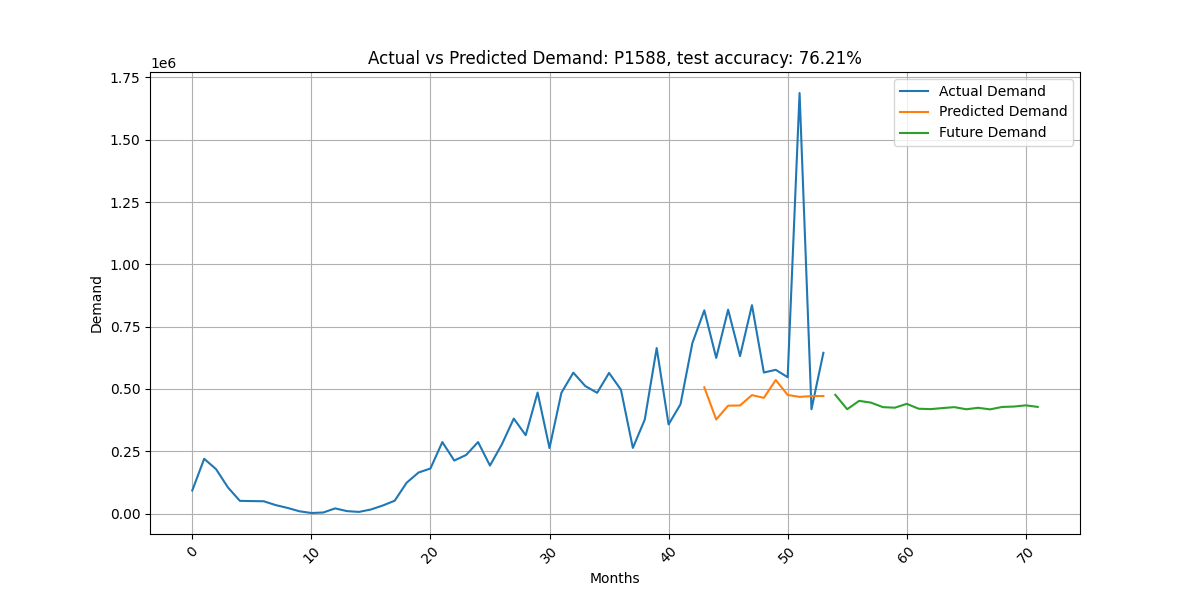 Actual vs Predicted Demand: P1588, test accuracy: 76.21%
1e6
1.75
1.50
1.25
1.00
0.75
0.50
0.25
0.00
Demand
Actual Demand
Predicted Demand
Future Demand
0 10 20 30 40 50 60 70
Months